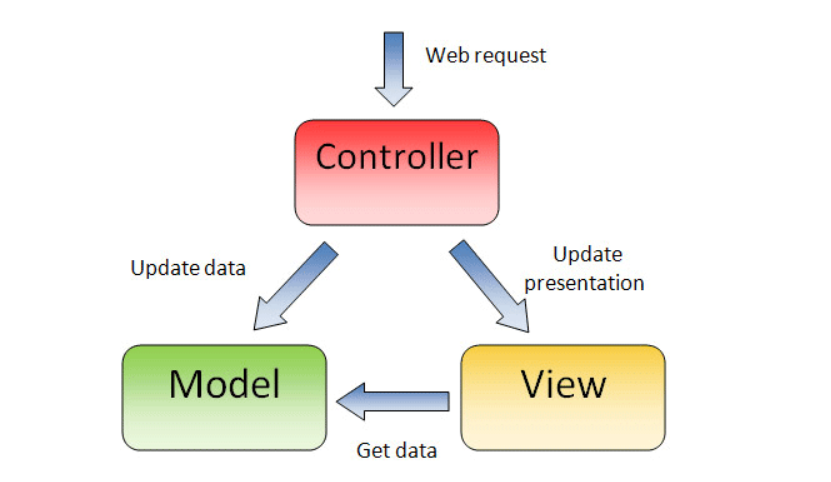 Web request
Controller
Update data
Update
presentation
Model
View
Get data